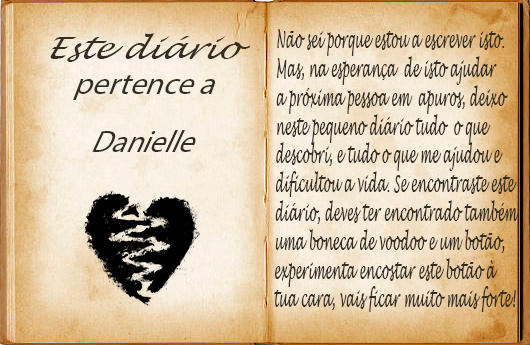 Este diário
pertence a
Danielle
Não sei porque estou a escrever isto.
Mas, na esperança de isto ajudar
a próxima pessoa em apuros, deixo
neste pequeno diário tudo o que
descobri, e tudo o que me ajudou e
dificultou a vida. Se encontraste este
diário, deves ter encontrado também
uma boneca de voodoo e um botão,
experimenta encostar este botão à
tua cara, vais ficar muito mais forte!